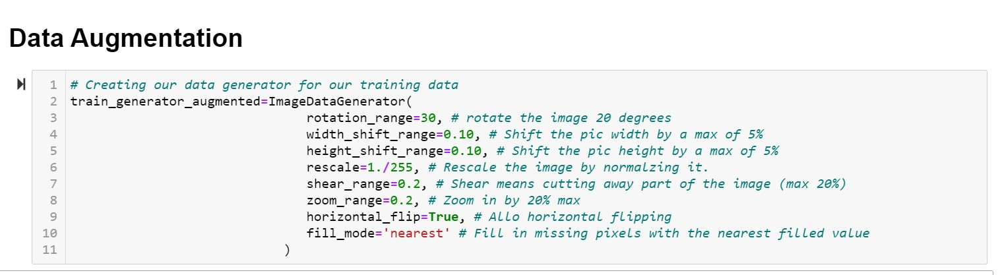 Data Augmentation
1 # Creating our data generator for our training data
2 train_generator_augmented=ImageDataGenerator(
3 rotation_range=30, # rotate the image 20 degrees
4 width_shift_range=0.10, # Shift the pic width by a max of 5%
5 height_shift_range=0.10, # Shift the pic height by a max of 5%
6 rescale=1./255, # Rescale the image by normalzing it.
7 shear_range=0.2, # Shear means cutting away part of the image (max 20%)
8 zoom_range=0.2, # Zoom in by 20% max
9 horizontal_flip=True, # Allo horizontal flipping
10 fill_mode='nearest' # Fill in missing pixels with the nearest filled value
11 )